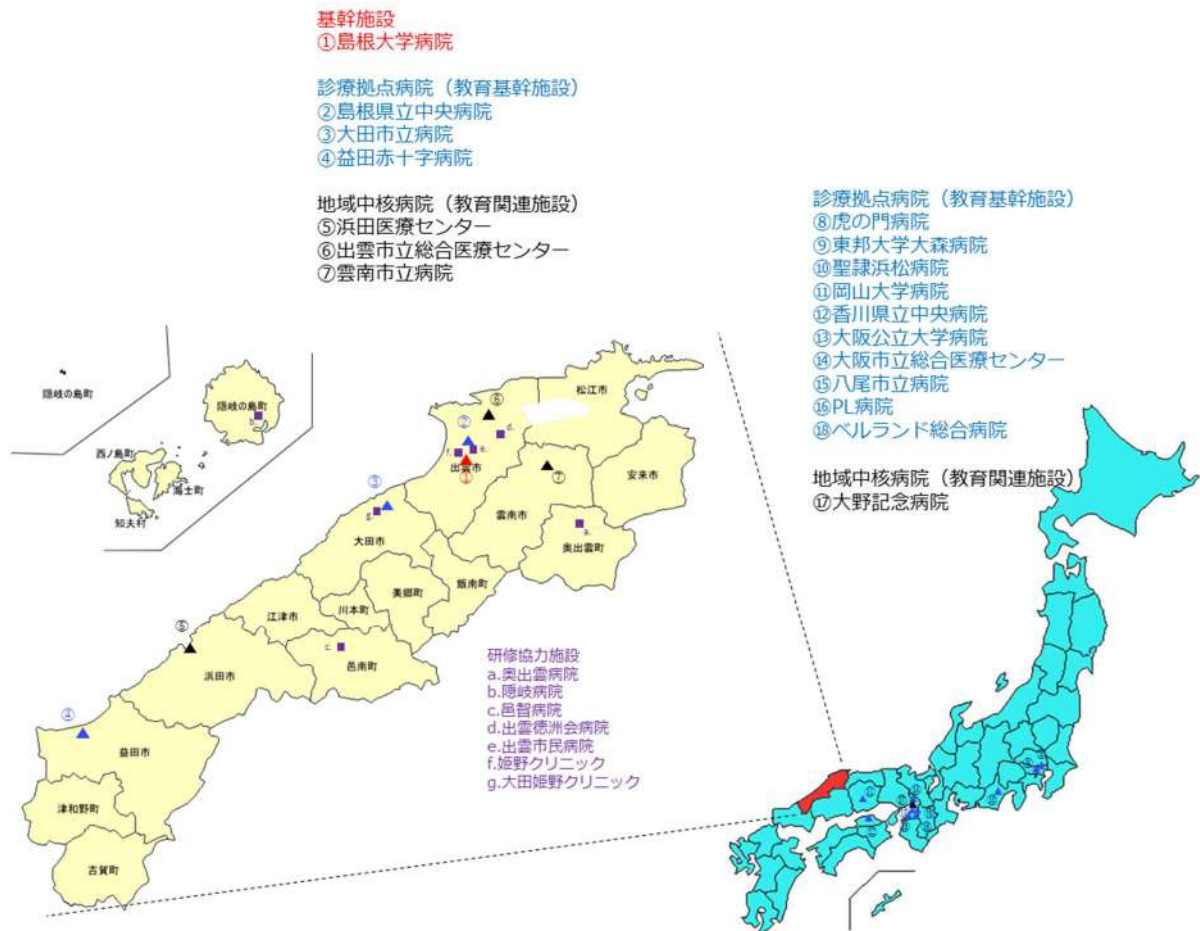 基幹施設
①島根大学病院
診療拠点病院（教育基幹施設）
②島根県立中央病院
③大田市立病院
④益田赤十字病院
地域中核病院（教育関連施設）
⑤浜田医療センター
⑥出雲市立総合医療センター
⑦雲南市立病院
診療拠点病院（教育基幹施設）
⑧虎の門病院
⑨東邦大学大森病院
⑩聖隷浜松病院
⑪岡山大学病院
⑫香川県立中央病院
⑬大阪公立大学病院
⑭大阪市立総合医療センター
⑮八尾市立病院
⑯PL病院
⑱ベルランド総合病院
地域中核病院（教育関連施設）
⑰大野記念病院
隠岐の島町
隠岐の島町
b.
西ノ島町
海士町
知夫村
松江市
⑥
②
d.
f.
e.
出雲市
①
⑦
安来市
③
g.
雲南市
a.
大田市
奥出雲町
飯南町
美郷町
川本町
江津市
⑤
c.
邑南町
浜田市
④
益田市
津和野町
吉賀町
研修協力施設
a.奥出雲病院
b.隠岐病院
c.邑智病院
d.出雲徳洲会病院
e.出雲市民病院
f.姫野クリニック
g.大田姫野クリニック